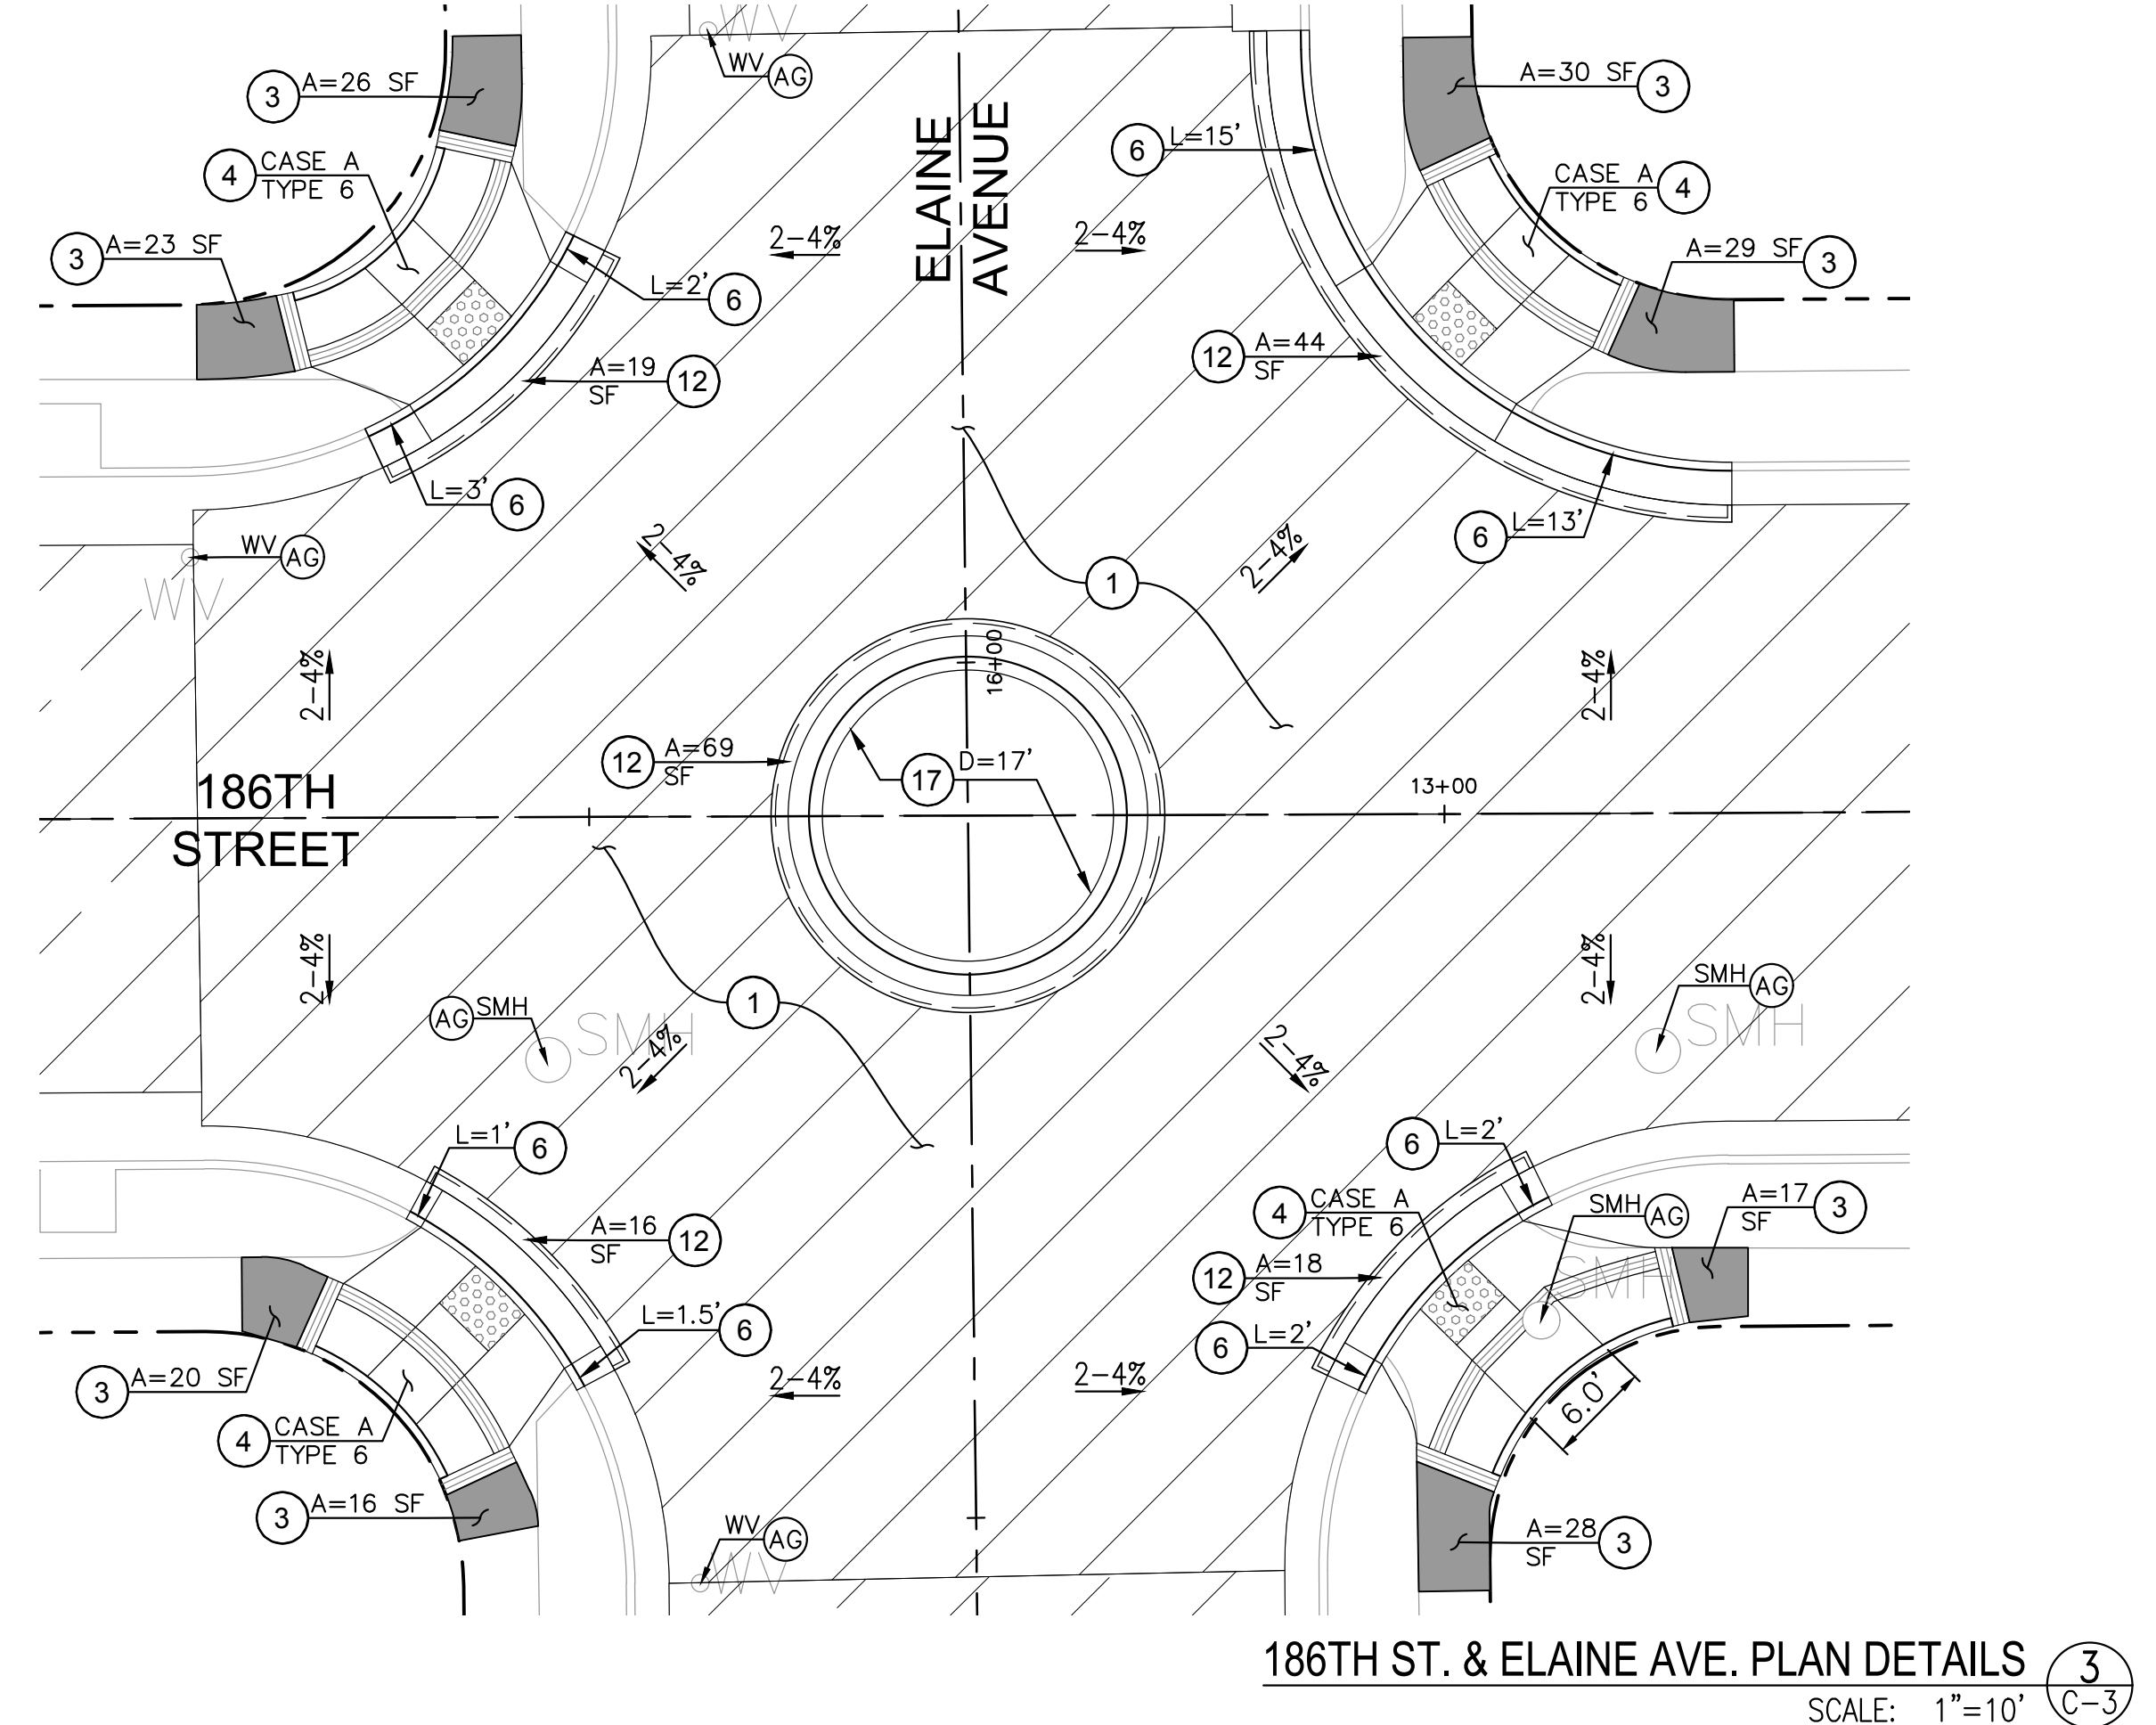 WV
WV
AG
ELAINE
AVENUE
3
A=26 SF
A=30 SF
3
4
CASE A
TYPE 6
6
L=15'
CASE A
TYPE 6
4
3
A=23 SF
2-4%
2-4%
A=29 SF
3
L=2'
6
A=19
SF
12
12
A=44
SF
L=3'
6
6
L=13'
WV
AG
WV
2-4%
2-4%
1
2-4%
16+00
2-4%
12
A=69
SF
17
D=17'
13+00
186TH
STREET
2-4%
2-4%
AG
SMH
SMH
1
SMH
AG
SMH
2-4%
2-4%
L=1'
6
6
L=2'
A=16
SF
12
4
CASE A
TYPE 6
SMH
AG
A=17
SF
3
12
A=18
SF
SMH
L=1.5'
6
6
L=2'
3
A=20 SF
2-4%
2-4%
6.0'
4
CASE A
TYPE 6
3
A=16 SF
WV
AG
WV
A=28
SF
3
186TH ST. & ELAINE AVE. PLAN DETAILS
3
C-3
SCALE: 1"=10'